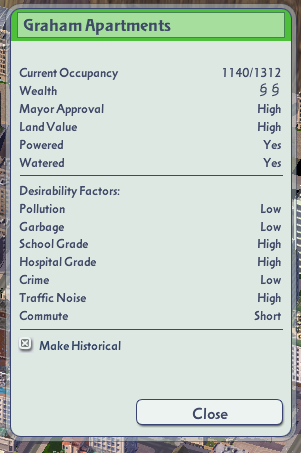 Graham Apartments
Current Occupancy 1140/1312
Wealth §§
Mayor Approval High
Land Value High
Powered Yes
Watered Yes
Desirability Factors:
Pollution Low
Garbage Low
School Grade High
Hospital Grade High
Crime Low
Traffic Noise High
Commute Short
Make Historical
Close